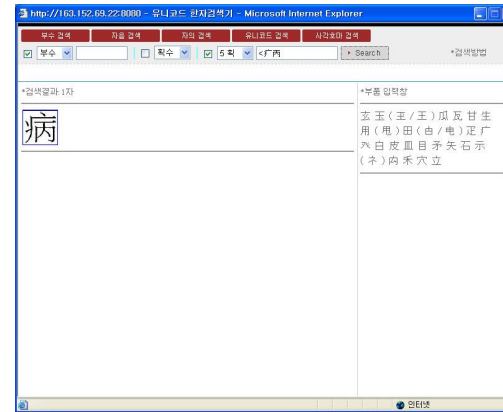 http://163.152.69.22:8080 - 유니코드 한자검색기 - Microsoft Internet Explorer
부수 검색 자음 검색 자의 검색 유니코드 검색 사각호마 검색
부수 획수 5 획 <疒丙 Search *검색방법
*검색결과 1자
*부품 입력창
病
玄 玉 (王/王) 瓜 瓦 甘 生
用 (甩) 田 (由/电) 疋 疒
癶 白 皮 皿 目 矛 矢 石 示
(礻) 禸 禾 穴 立
인터넷